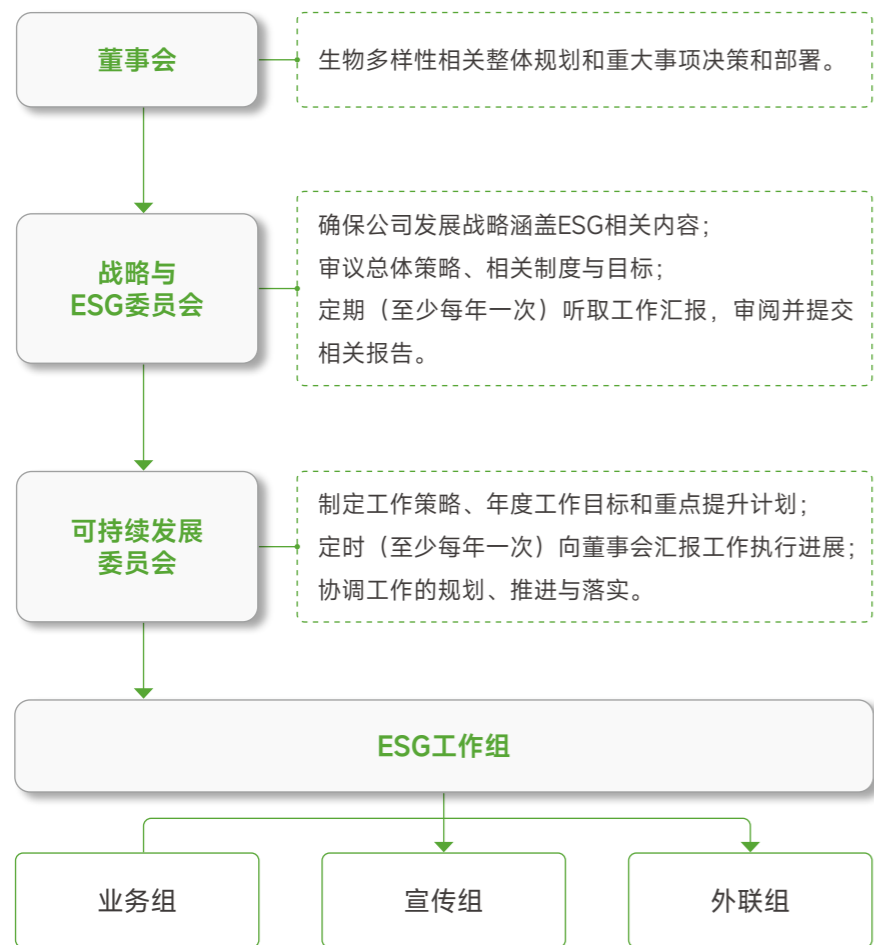 董事会
生物多样性相关整体规划和重大事项决策和部署。
战略与
ESG委员会
确保公司发展战略涵盖ESG相关内容；
审议总体策略、相关制度与目标；
定期（至少每年一次）听取工作汇报，审阅并提交
相关报告。
可持续发展
委员会
制定工作策略、年度工作目标和重点提升计划；
定时（至少每年一次）向董事会汇报工作执行进展；
协调工作的规划、推进与落实。
ESG工作组
业务组
宣传组
外联组